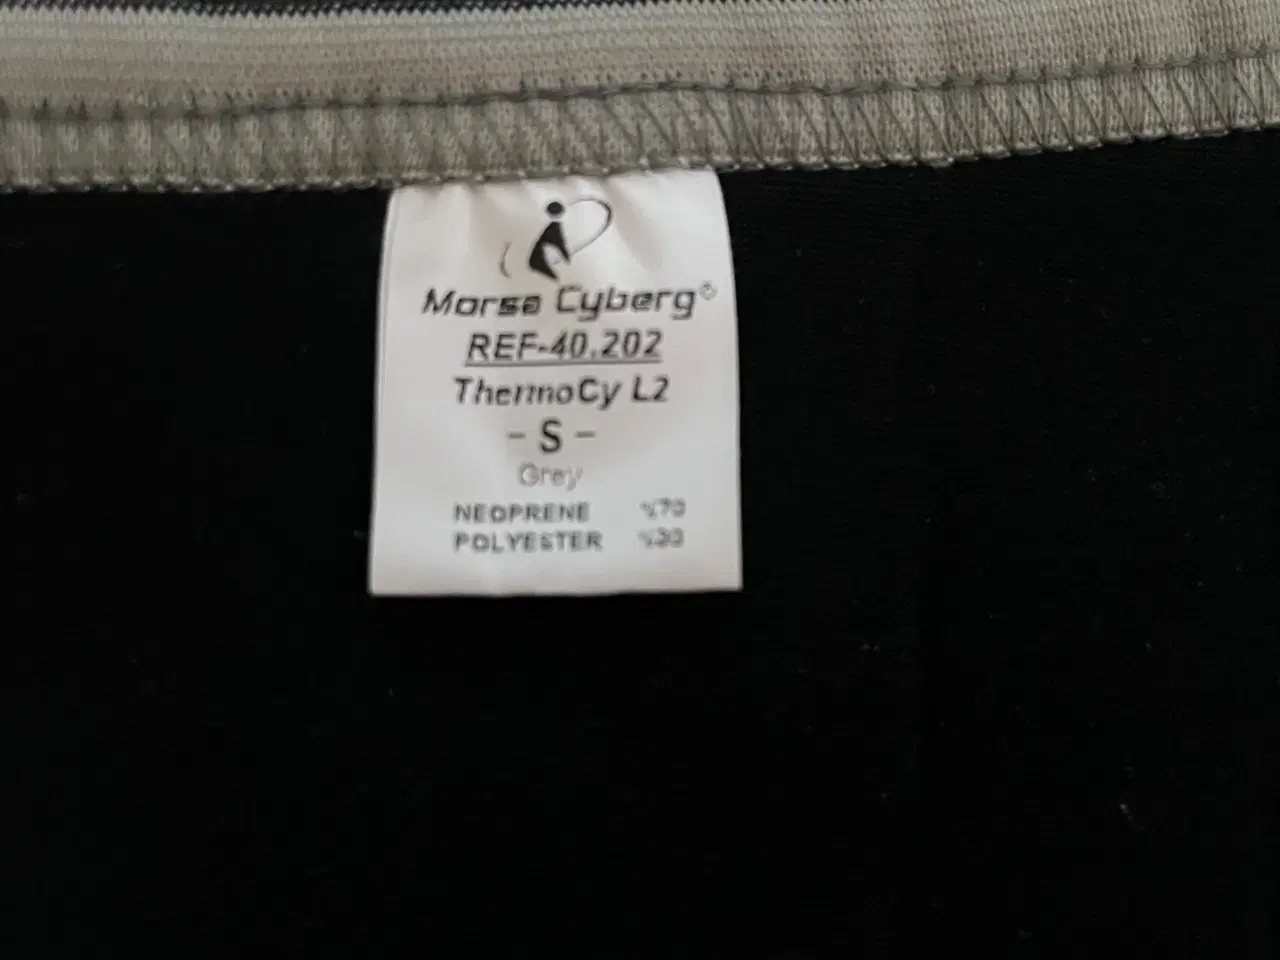 Morsa Cyberg®
REF-40.202
ThermoCy L2
- S -
Grey
NEOPRENE %70
POLYESTER %30